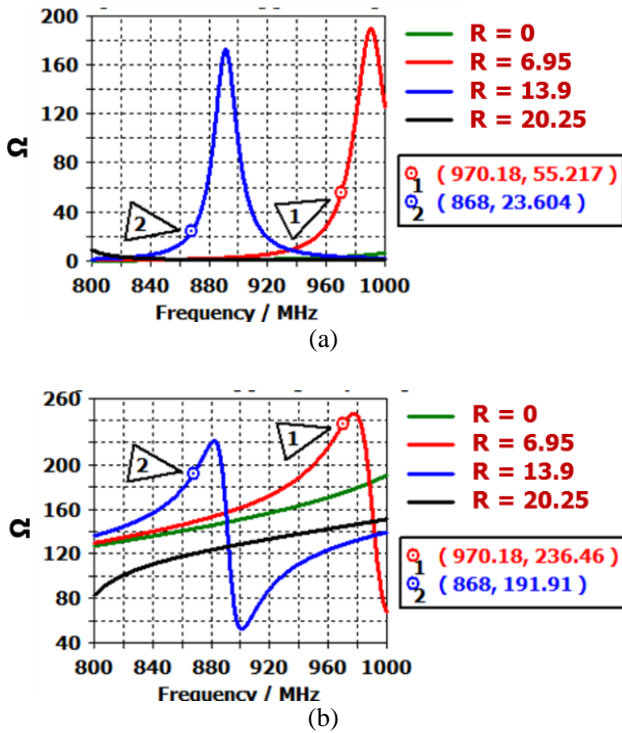 200
160
120
80
40
0
Ω
2
1
800 840 880 920 960 1000
Frequency / MHz
R = 0
R = 6.95
R = 13.9
R = 20.25
1 ( 970.18, 55.217 )
2 ( 868, 23.604 )
(a)
260
200
160
120
80
40
Ω
2
1
800 840 880 920 960 1000
Frequency / MHz
R = 0
R = 6.95
R = 13.9
R = 20.25
1 ( 970.18, 236.46 )
2 ( 868, 191.91 )
(b)